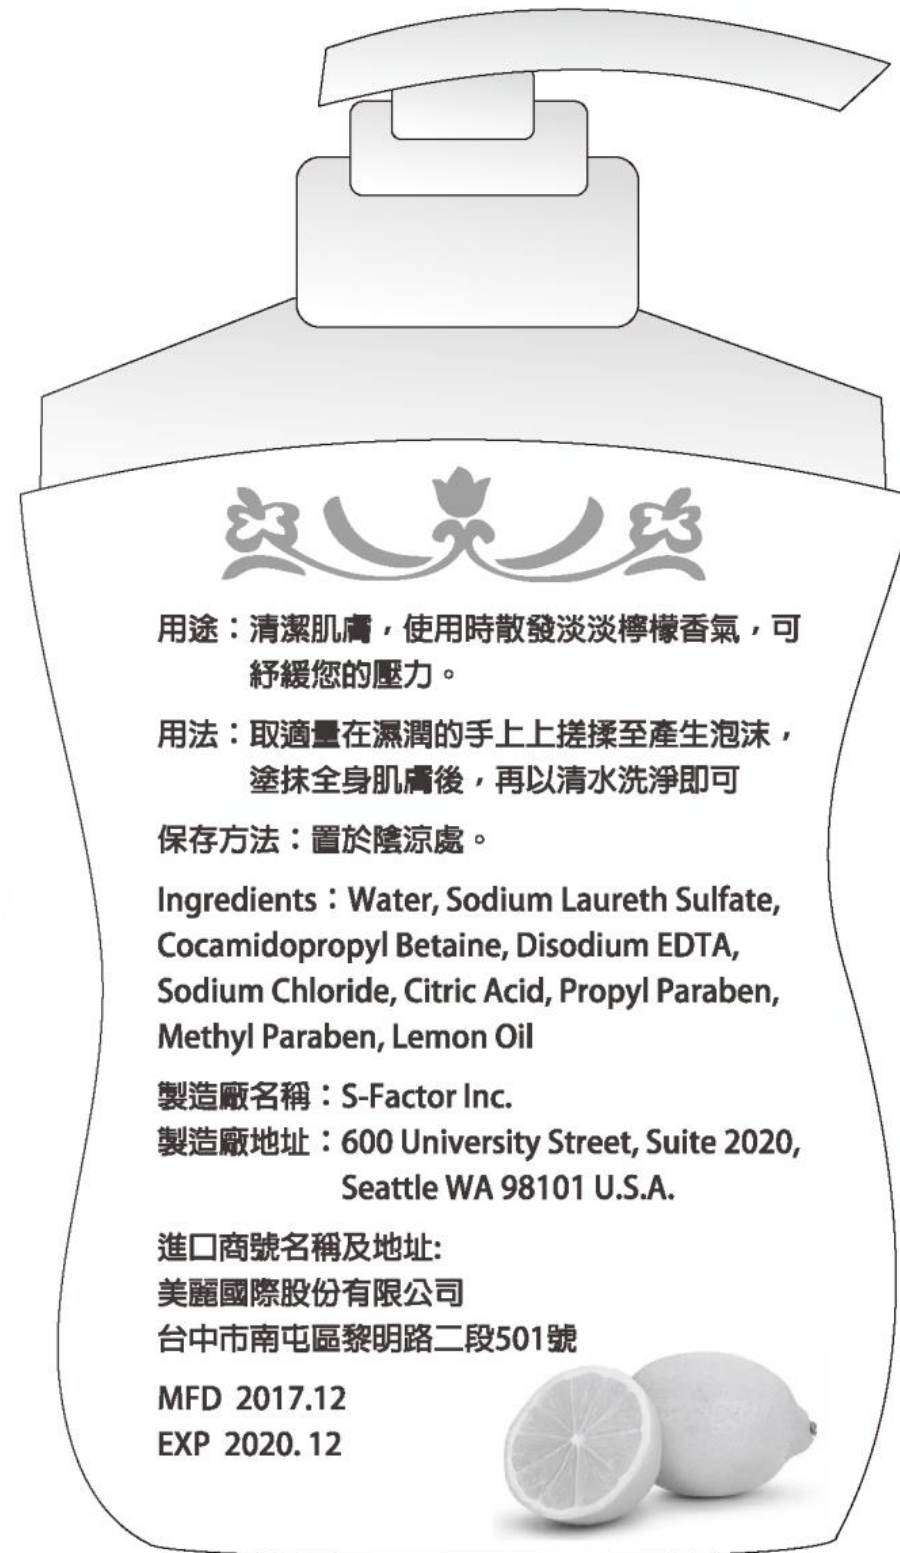 用途：清潔肌膚，使用時散發淡淡檸檬香氣，可
紓緩您的壓力。
用法：取適量在濕潤的手上上搓揉至產生泡沫，
塗抹全身肌膚後，再以清水洗淨即可
保存方法：置於陰涼處。
Ingredients：Water, Sodium Laureth Sulfate,
Cocamidopropyl Betaine, Disodium EDTA,
Sodium Chloride, Citric Acid, Propyl Paraben,
Methyl Paraben, Lemon Oil
製造廠名稱：S-Factor Inc.
製造廠地址：600 University Street, Suite 2020,
Seattle WA 98101 U.S.A.
進口商號名稱及地址:
美麗國際股份有限公司
台中市南屯區黎明路二段501號
MFD 2017.12
EXP 2020. 12